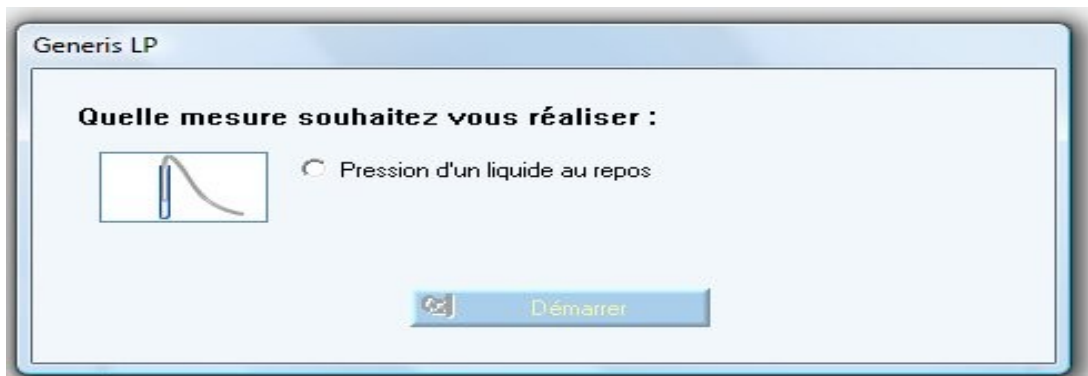 Generis LP
Quelle mesure souhaitez vous réaliser :
Pression d'un liquide au repos
Démarrer